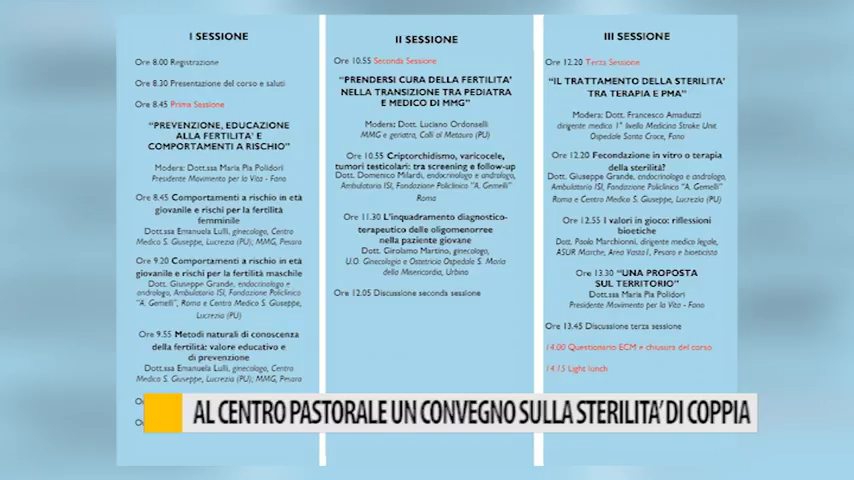 I SESSIONE
Ore 8.00 Registrazione
Ore 8.30 Presentazione del corso e saluti
Ore 8.45 Prima Sessione
"PREVENZIONE, EDUCAZIONE
ALLA FERTILITA' E
COMPORTAMENTI A RISCHIO"
Modera: Dott.ssa Maria Pia Polidori
Presidente Movimento per la Vita - Fano
Ore 8.45 Comportamenti a rischio in età
giovanile e rischi per la fertilità
femminile
Dott.ssa Emanuela Lulli, ginecologa, Centro
Medico S. Giuseppe, Lucrezia (PU); MMG, Pesaro
Ore 9.20 Comportamenti a rischio in età
giovanile e rischi per la fertilità maschile
Dott. Giuseppe Grande, endocrinologo e
andrologo, Ambulatorio ISI, Fondazione Policlinico
"A. Gemelli", Roma e Centro Medico S. Giuseppe,
Lucrezia (PU)
Ore 9.55 Metodi naturali di conoscenza
della fertilità: valore educativo e
di prevenzione
Dott.ssa Emanuela Lulli, ginecologa, Centro
Medico S. Giuseppe, Lucrezia (PU); MMG, Pesaro
II SESSIONE
Ore 10.55 Seconda Sessione
"PRENDERSI CURA DELLA FERTILITA'
NELLA TRANSIZIONE TRA PEDIATRA
E MEDICO DI MMG"
Modera: Dott. Luciano Ordonselli
MMG e geriatra, Colli al Metauro (PU)
Ore 10.55 Criptorchidismo, varicocele,
tumori testicolari: tra screening e follow-up
Dott. Domenico Milardi, endocrinologo e andrologo,
Ambulatorio ISI, Fondazione Policlinico "A. Gemelli"
Roma
Ore 11.30 L'inquadramento diagnostico-
terapeutico delle oligomenorree
nella paziente giovane
Dott. Girolamo Martino, ginecologo,
U.O. Ginecologia e Ostetricia Ospedale S. Maria
della Misericordia, Urbino
Ore 12.05 Discussione seconda sessione
III SESSIONE
Ore 12.20 Terza Sessione
"IL TRATTAMENTO DELLA STERILITA'
TRA TERAPIA E PMA"
Modera: Dott. Francesco Amaduzzi
dirigente medico 1° livello Medicina Stroke Unit
Ospedale Santa Croce, Fano
Ore 12.20 Fecondazione in vitro o terapia
della sterilità?
Dott. Giuseppe Grande, endocrinologo e andrologo,
Ambulatorio ISI, Fondazione Policlinico "A. Gemelli"
Roma e Centro Medico S. Giuseppe, Lucrezia (PU)
Ore 12.55 I valori in gioco: riflessioni
bioetiche
Dott. Paolo Marchionni, dirigente medico legale,
ASUR Marche, Area Vasta1, Pesaro e bioeticista
Ore 13.30 "UNA PROPOSTA
SUL TERRITORIO"
Dott.ssa Maria Pia Polidori
Presidente Movimento per la Vita - Fano
Ore 13.45 Discussione terza sessione
14.00 Questionario ECM e chiusura del corso
14.15 Light lunch
AL CENTRO PASTORALE UN CONVEGNO SULLA STERILITA' DI COPPIA